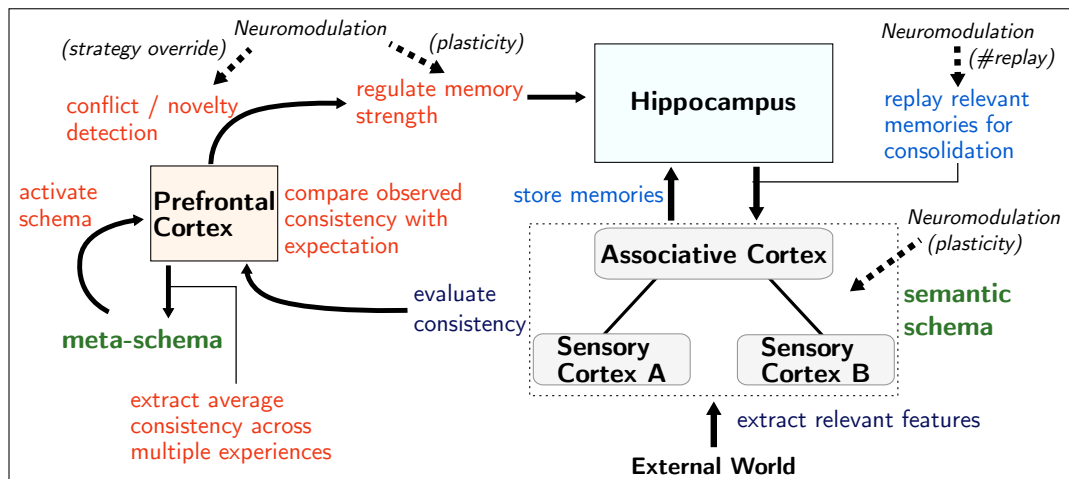 Neuromodulation
(strategy override)
(plasticity)
conflict / novelty
detection
regulate memory
strength
Hippocampus
Neuromodulation
(#replay)
replay relevant
memories for
consolidation
activate
schema
Prefrontal
Cortex
compare observed
consistency with
expectation
store memories
Neuromodulation
(plasticity)
Associative Cortex
semantic
schema
evaluate
consistency
meta-schema
Sensory
Cortex A
Sensory
Cortex B
extract average
consistency across
multiple experiences
extract relevant features
External World